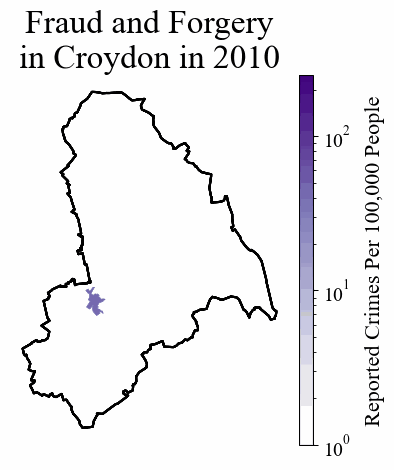 Fraud and Forgery
in Croydon in 2010
10^2
10^1
10^0
Reported Crimes Per 100,000 People